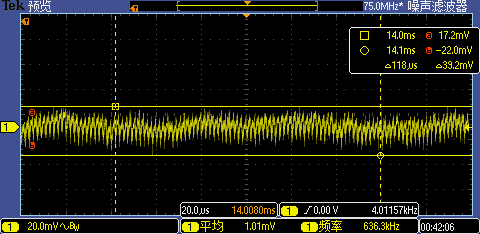 Tek 预览 75.0MHz* 噪声滤波器
14.0ms 17.2mV
14.1ms -22.0mV
△118µs △39.2mV
1
20.0µs 14.0080ms 1 / 0.00 V 4.01157kHz
1 20.0mV∿Bw 1 平均 1.01mV 1 频率 636.3kHz 00:42:06